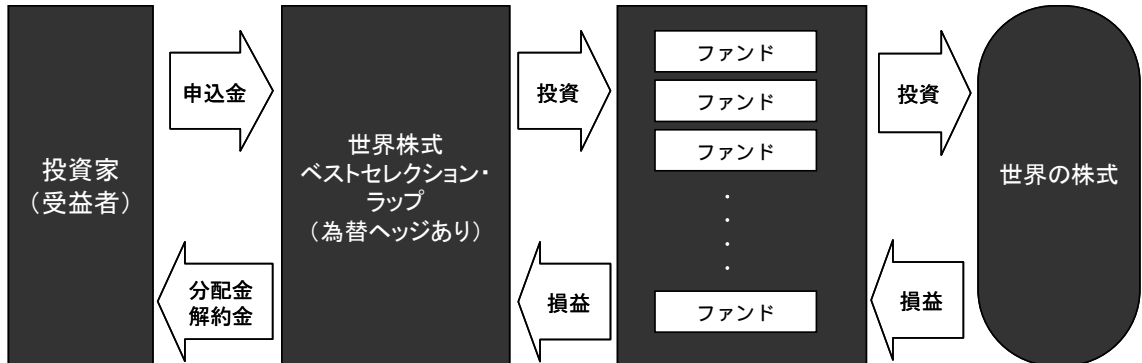 投資家
（受益者）
申込金
分配金
解約金
世界株式
ベストセレクション・
ラップ
（為替ヘッジあり）
投資
損益
ファンド
ファンド
ファンド
・
・
・
・
ファンド
投資
損益
世界の株式